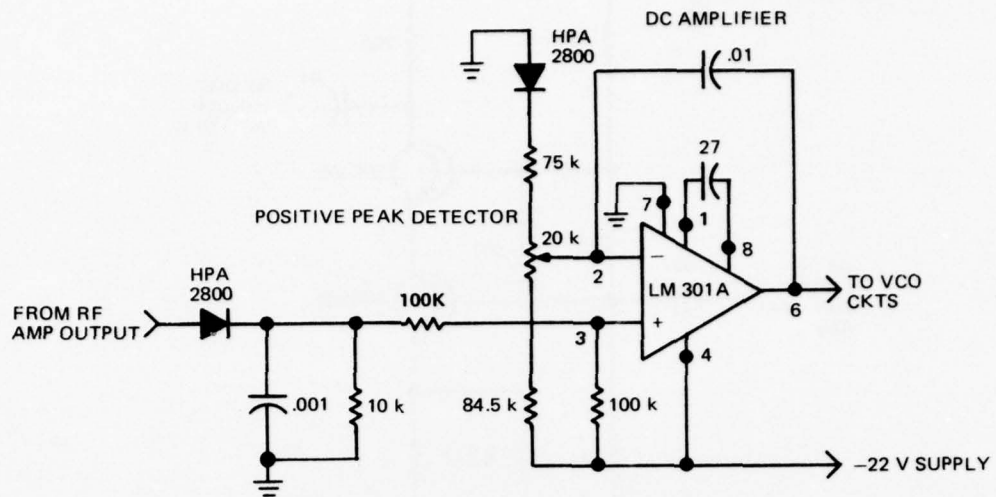 DC AMPLIFIER
HPA
2800
.01
75 k
27
7
1
POSITIVE PEAK DETECTOR
20 k
8
2
−
LM 301A
HPA
2800
TO VCO
CKTS
6
100K
FROM RF
AMP OUTPUT
3
+
4
.001
10 k
84.5 k
100 k
−22 V SUPPLY